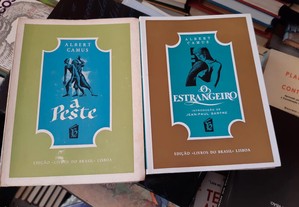 ALBERT
CAMUS
a
Peste
EDIÇÃO «LIVROS DO BRASIL» LISBOA
ALBERT
CAMUS
O
ESTRANGEIRO
INTRODUÇÃO DE
JEAN-PAUL SARTRE
EDIÇÃO «LIVROS DO BRASIL» LISBOA